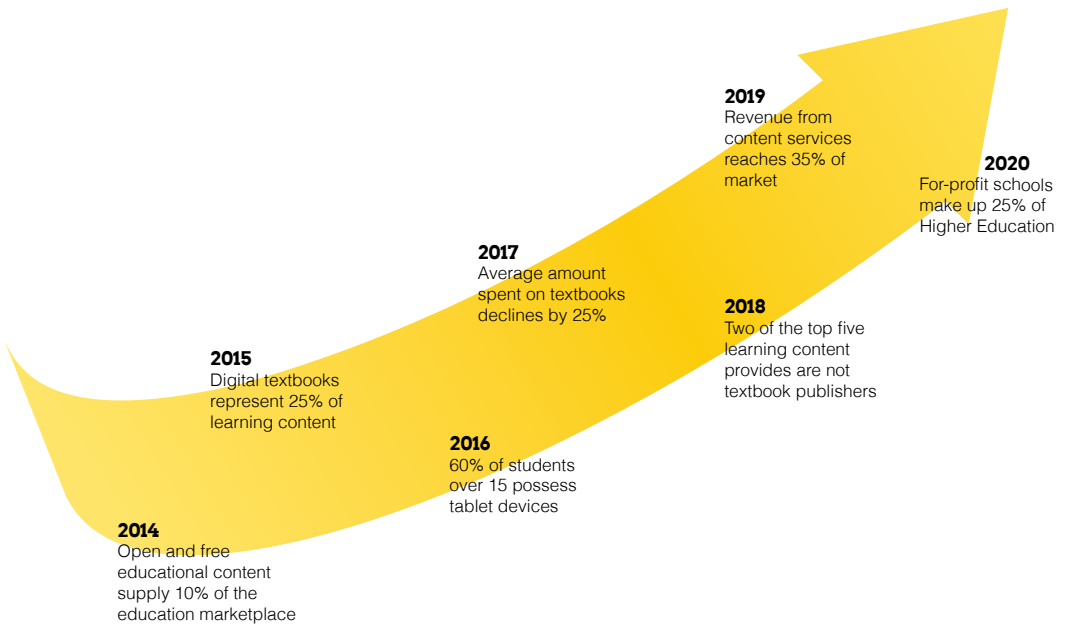 2014
Open and free
educational content
supply 10% of the
education marketplace
2015
Digital textbooks
represent 25% of
learning content
2016
60% of students
over 15 possess
tablet devices
2017
Average amount
spent on textbooks
declines by 25%
2018
Two of the top five
learning content
provides are not
textbook publishers
2019
Revenue from
content services
reaches 35% of
market
2020
For-profit schools
make up 25% of
Higher Education